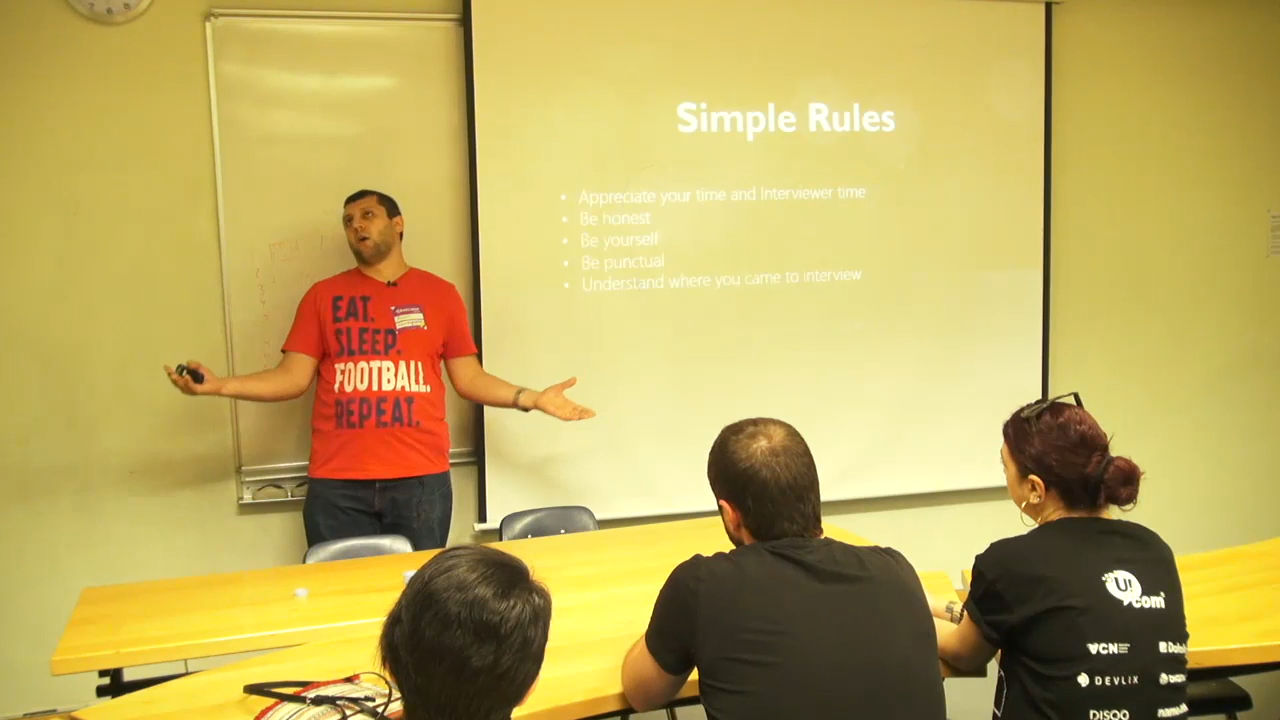 Simple Rules
• Appreciate your time and Interviewer time
• Be honest
• Be yourself
• Be punctual
• Understand where you came to interview
EAT.
SLEEP.
FOOTBALL.
REPEAT.
U!
com
VCN
DEVLIX
DISQO